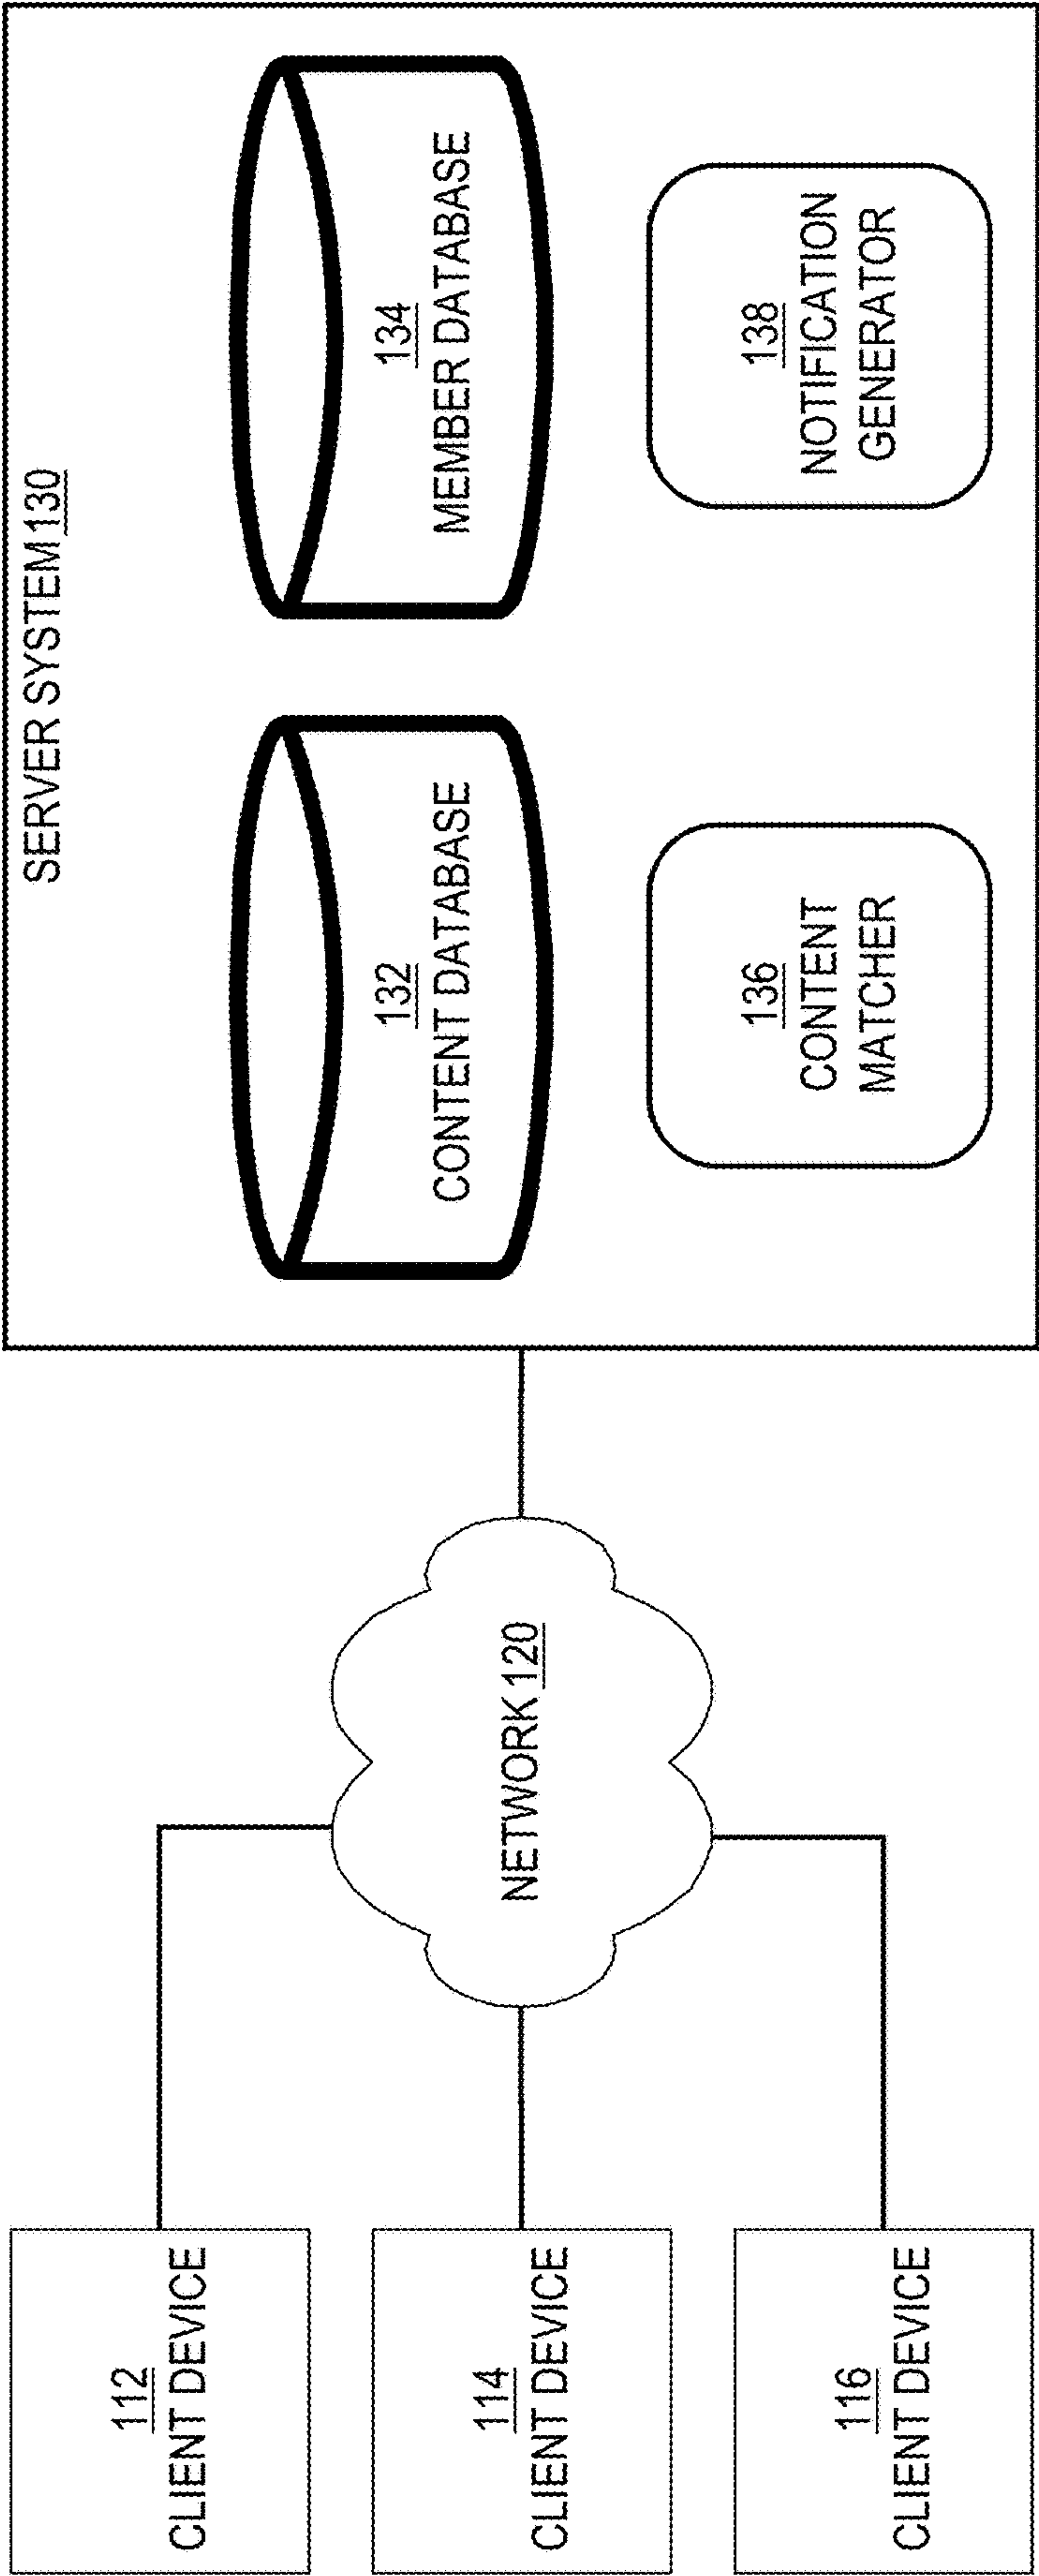 112
CLIENT DEVICE
114
CLIENT DEVICE
116
CLIENT DEVICE
NETWORK 120
SERVER SYSTEM 130
132
CONTENT DATABASE
134
MEMBER DATABASE
136
CONTENT
MATCHER
138
NOTIFICATION
GENERATOR